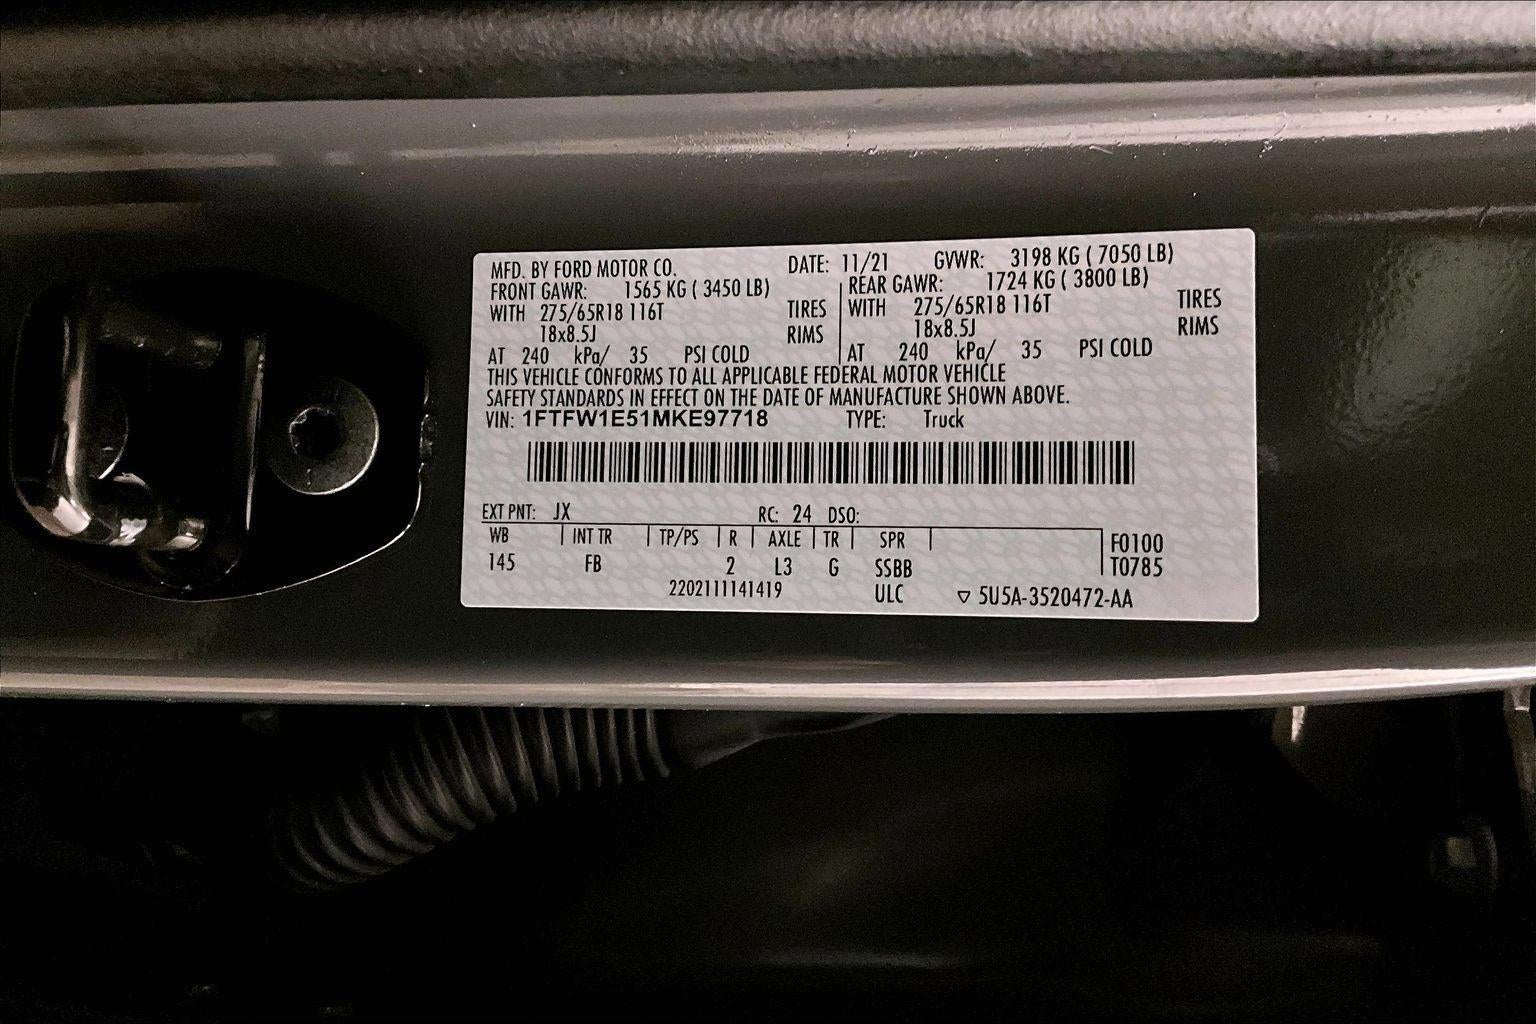 MFD. BY FORD MOTOR CO. DATE: 11/21 GVWR: 3198 KG ( 7050 LB)
FRONT GAWR: 1565 KG ( 3450 LB) REAR GAWR: 1724 KG ( 3800 LB)
WITH 275/65R18 116T TIRES WITH 275/65R18 116T TIRES
18x8.5J RIMS 18x8.5J RIMS
AT 240 kPa/ 35 PSI COLD AT 240 kPa/ 35 PSI COLD
THIS VEHICLE CONFORMS TO ALL APPLICABLE FEDERAL MOTOR VEHICLE
SAFETY STANDARDS IN EFFECT ON THE DATE OF MANUFACTURE SHOWN ABOVE.
VIN: 1FTFW1E51MKE97718 TYPE: Truck
EXT PNT: JX RC: 24 DSO:
WB INT TR TP/PS R AXLE TR SPR F0100
145 FB 2 L3 G SSBB T0785
2202111141419 ULC ▽ 5U5A-3520472-AA